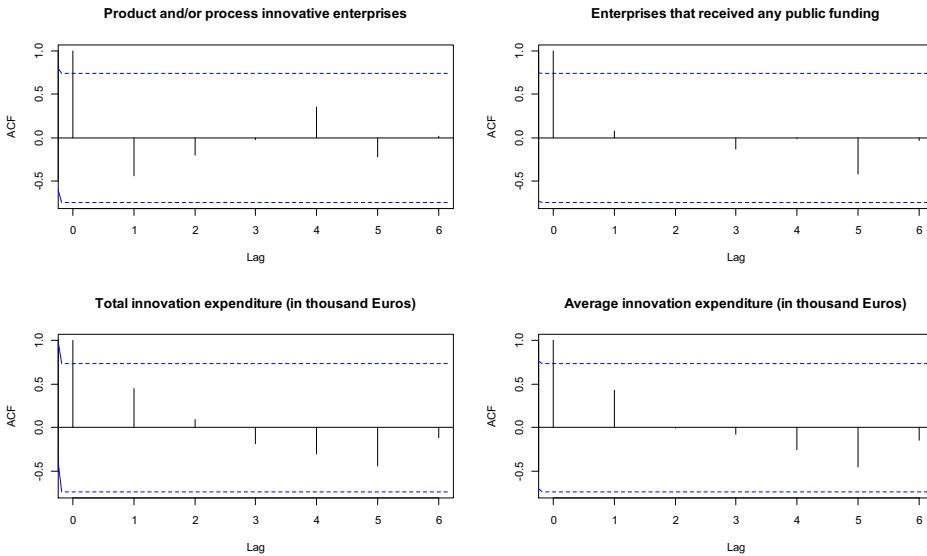 Product and/or process innovative enterprises
ACF
1.0
0.5
0.0
-0.5
0 1 2 3 4 5 6
Lag
Enterprises that received any public funding
ACF
1.0
0.5
0.0
-0.5
0 1 2 3 4 5 6
Lag
Total innovation expenditure (in thousand Euros)
ACF
1.0
0.5
0.0
-0.5
0 1 2 3 4 5 6
Lag
Average innovation expenditure (in thousand Euros)
ACF
1.0
0.5
0.0
-0.5
0 1 2 3 4 5 6
Lag